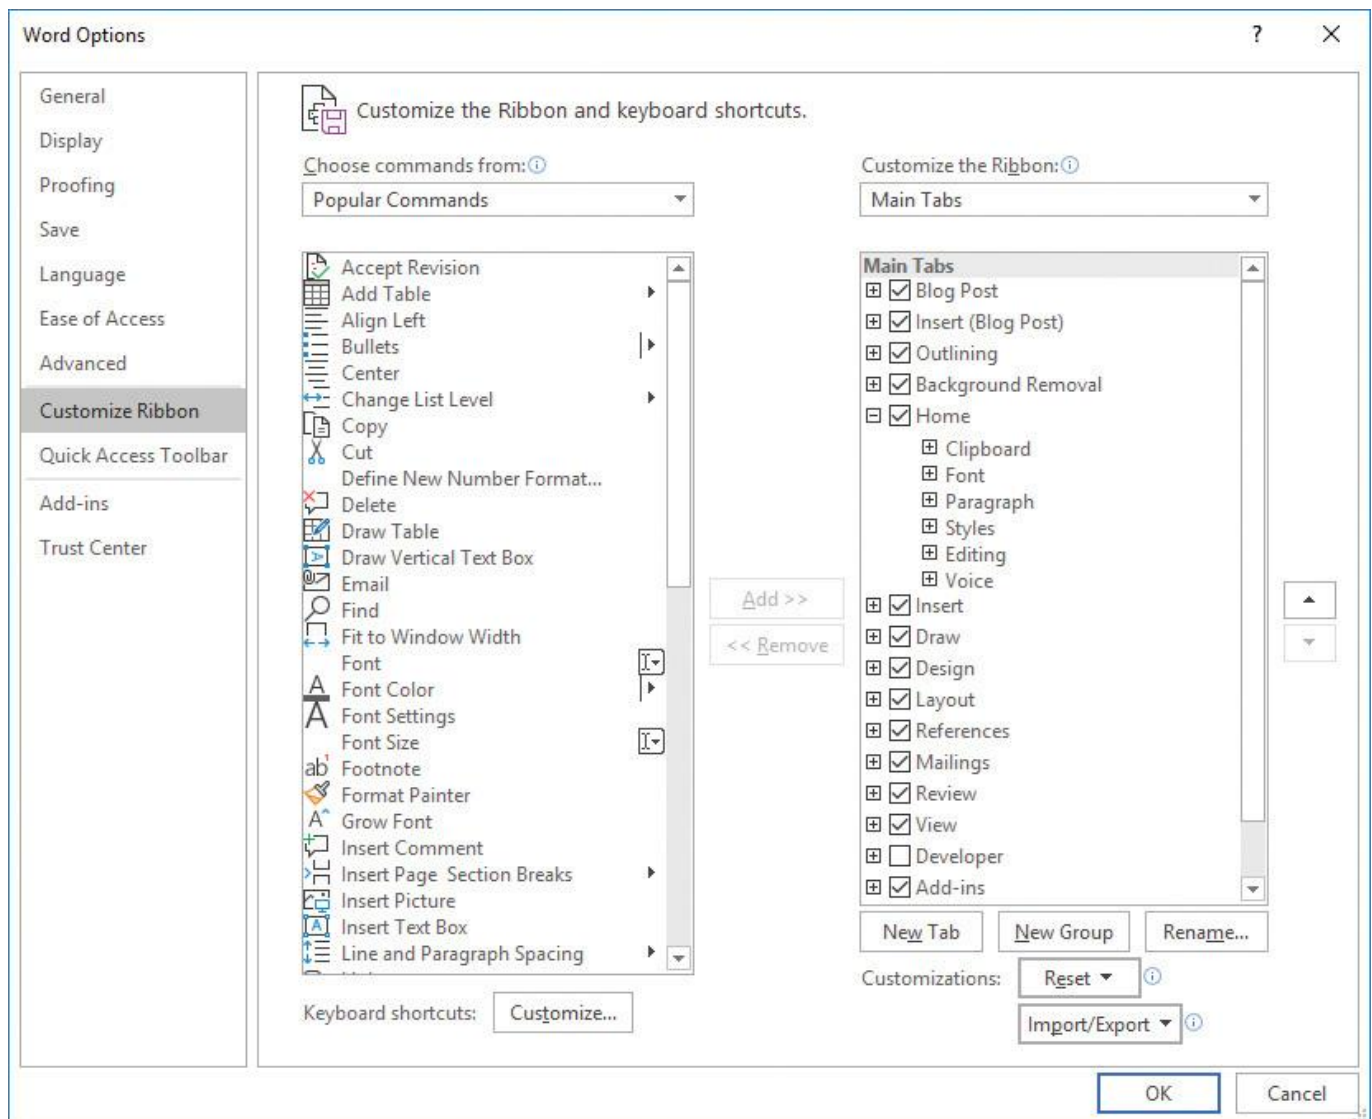 Word Options
?
General
Display
Proofing
Save
Language
Ease of Access
Advanced
Customize Ribbon
Quick Access Toolbar
Add-ins
Trust Center
Customize the Ribbon and keyboard shortcuts.
Choose commands from:
Popular Commands
Accept Revision
Add Table
Align Left
Bullets
Center
Change List Level
Copy
Cut
Define New Number Format...
Delete
Draw Table
Draw Vertical Text Box
Email
Find
Fit to Window Width
Font
Font Color
Font Settings
Font Size
Footnote
Format Painter
Grow Font
Insert Comment
Insert Page  Section Breaks
Insert Picture
Insert Text Box
Line and Paragraph Spacing
Keyboard shortcuts: Customize...
Add >>
<< Remove
Customize the Ribbon:
Main Tabs
Main Tabs
Blog Post
Insert (Blog Post)
Outlining
Background Removal
Home
Clipboard
Font
Paragraph
Styles
Editing
Voice
Insert
Draw
Design
Layout
References
Mailings
Review
View
Developer
Add-ins
New Tab New Group Rename...
Customizations: Reset
Import/Export
OK Cancel